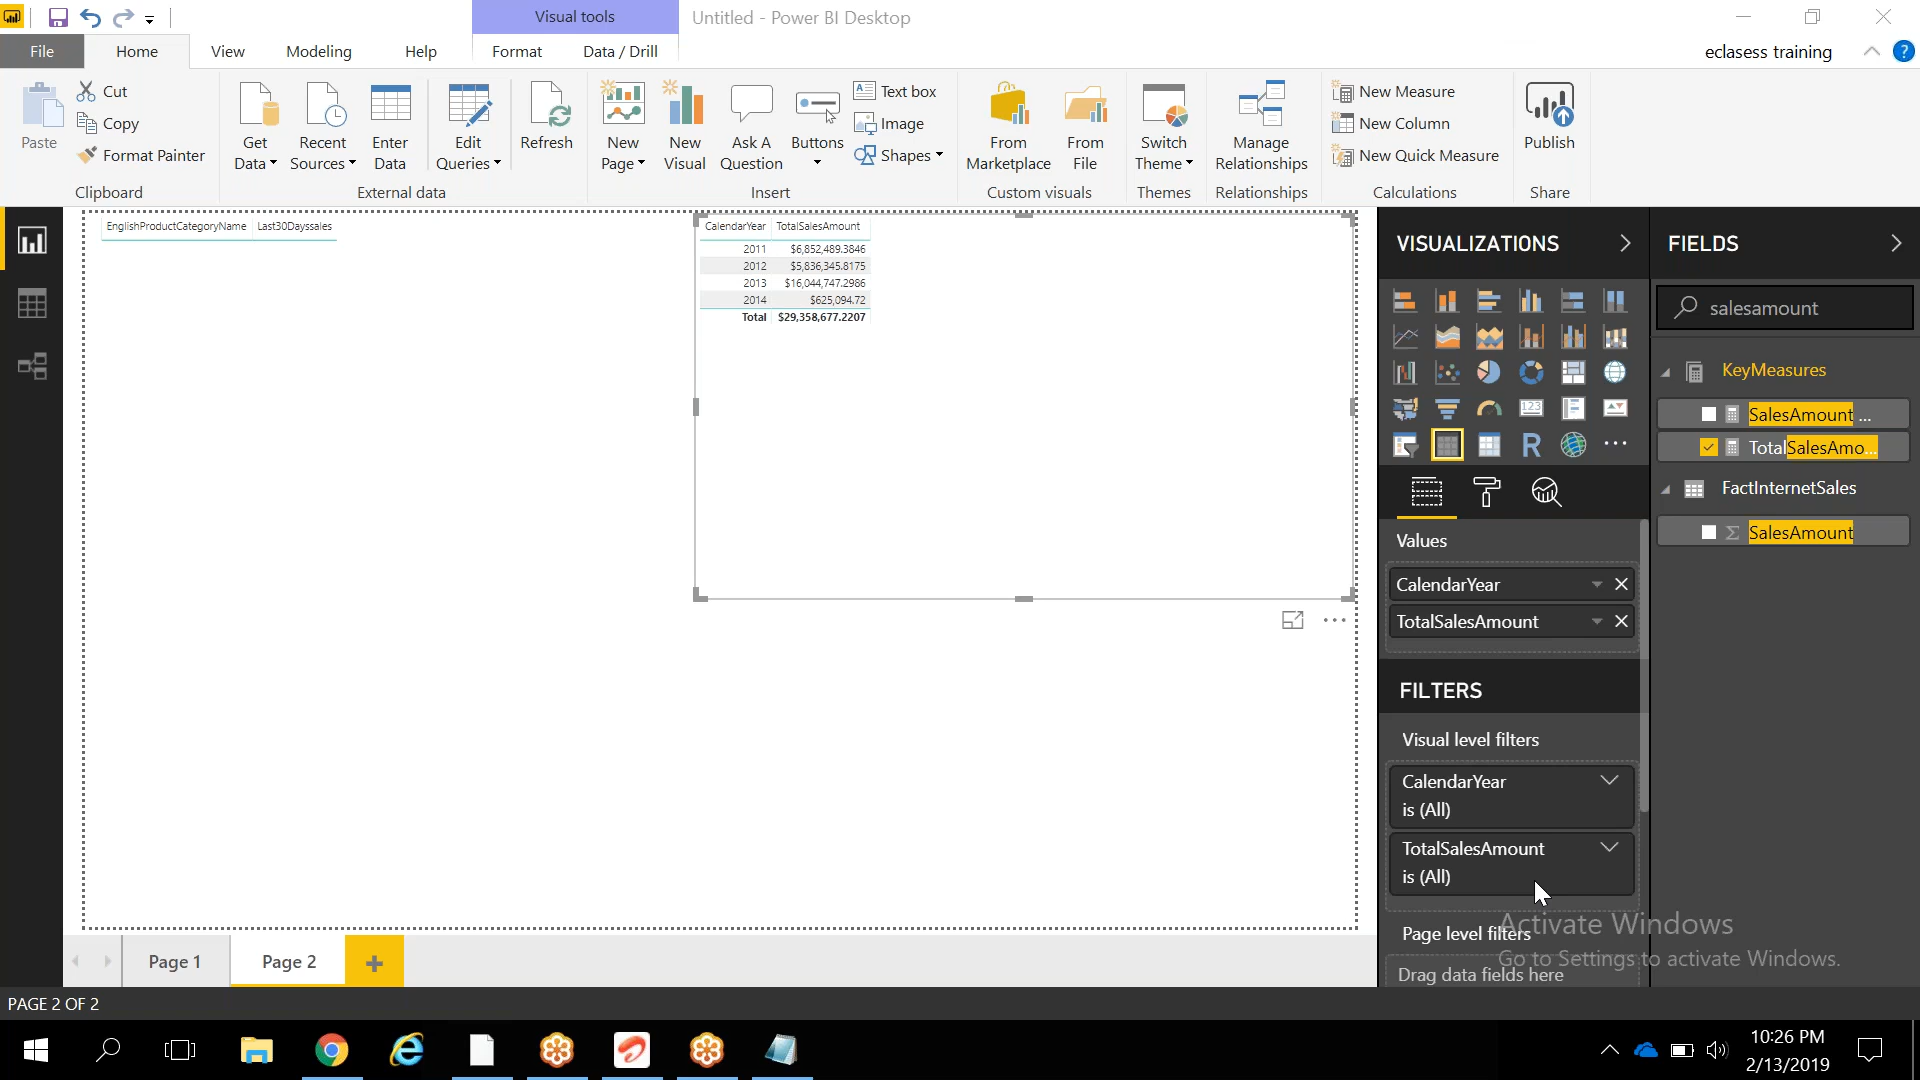 Visual tools
Untitled - Power BI Desktop
File
Home
View
Modeling
Help
Format
Data / Drill
eclasess training
?
Paste
Cut
Copy
Format Painter
Clipboard
Get Data
Recent Sources
Enter Data
Edit Queries
Refresh
External data
New Page
New Visual
Ask A Question
Buttons
Text box
Image
Shapes
Insert
From Marketplace
From File
Custom visuals
Switch Theme
Themes
Manage Relationships
Relationships
New Measure
New Column
New Quick Measure
Calculations
Publish
Share
EnglishProductCategoryName Last30Dayssales
CalendarYear TotalSalesAmount
2011 $6,852,489.3846
2012 $5,836,345.8175
2013 $16,044,747.2986
2014 $625,094.72
Total $29,358,677.2207
VISUALIZATIONS
123
R
Values
CalendarYear
TotalSalesAmount
FILTERS
Visual level filters
CalendarYear
is (All)
TotalSalesAmount
is (All)
Page level filters
Drag data fields here
FIELDS
salesamount
KeyMeasures
SalesAmount ...
TotalSalesAmo...
FactInternetSales
SalesAmount
Activate Windows
Go to Settings to activate Windows.
Page 1
Page 2
PAGE 2 OF 2
10:26 PM
2/13/2019